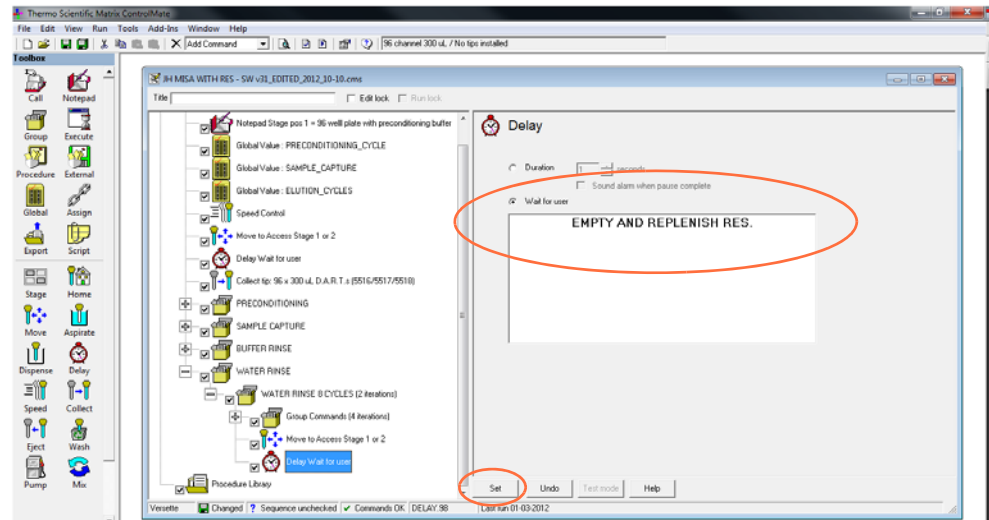 Thermo Scientific Matrix ControlMate
File Edit View Run Tools Add-Ins Window Help
Add Command 96 channel 300 uL / No tips installed
Toolbox
Call Notepad
Group Execute
Procedure External
Global Assign
Export Script
Stage Home
Move Aspirate
Dispense Delay
Speed Collect
Eject Wash
Pump Mix
JH MISA WITH RES - SW v31_EDITED_2012_10-10.cms
Title Edit lock Run lock
Notepad Stage pos 1 = 96 well plate with preconditioning buffer
Global Value : PRECONDITIONING_CYCLE
Global Value : SAMPLE_CAPTURE
Global Value : ELUTION_CYCLES
Speed Control
Move to Access Stage 1 or 2
Delay Wait for user
Collect tip: 96 x 300 uL D.A.R.T.s (5516/5517/5518)
PRECONDITIONING
SAMPLE CAPTURE
BUFFER RINSE
WATER RINSE
WATER RINSE 8 CYCLES (2 iterations)
Group Commands (4 iterations)
Move to Access Stage 1 or 2
Delay Wait for user
Procedure Library
Delay
Duration 1 seconds
Sound alarm when pause complete
Wait for user
EMPTY AND REPLENISH RES.
Set Undo Test mode Help
Versette Changed ? Sequence unchecked Commands OK DELAY.98 Last run 01-03-2012